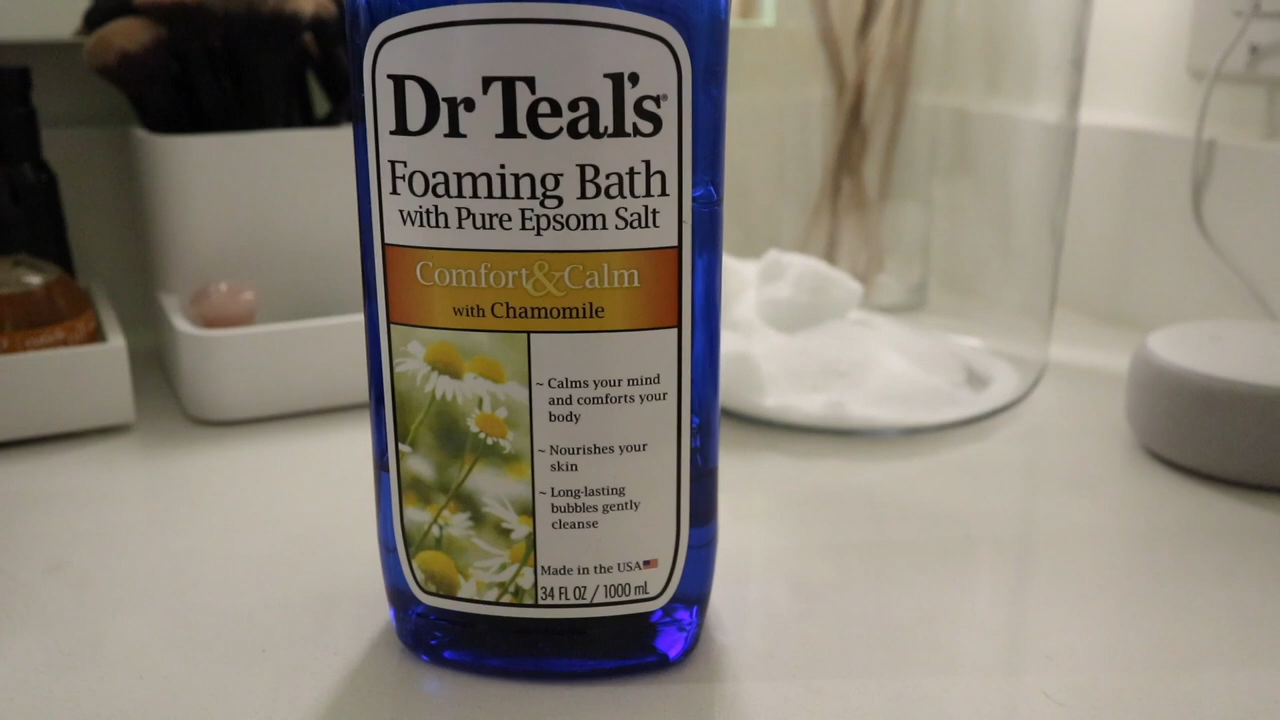 Dr Teal's®
Foaming Bath
with Pure Epsom Salt
Comfort & Calm
with Chamomile
~ Calms your mind
and comforts your
body
~ Nourishes your
skin
~ Long-lasting
bubbles gently
cleanse
Made in the USA
34 FL OZ / 1000 mL